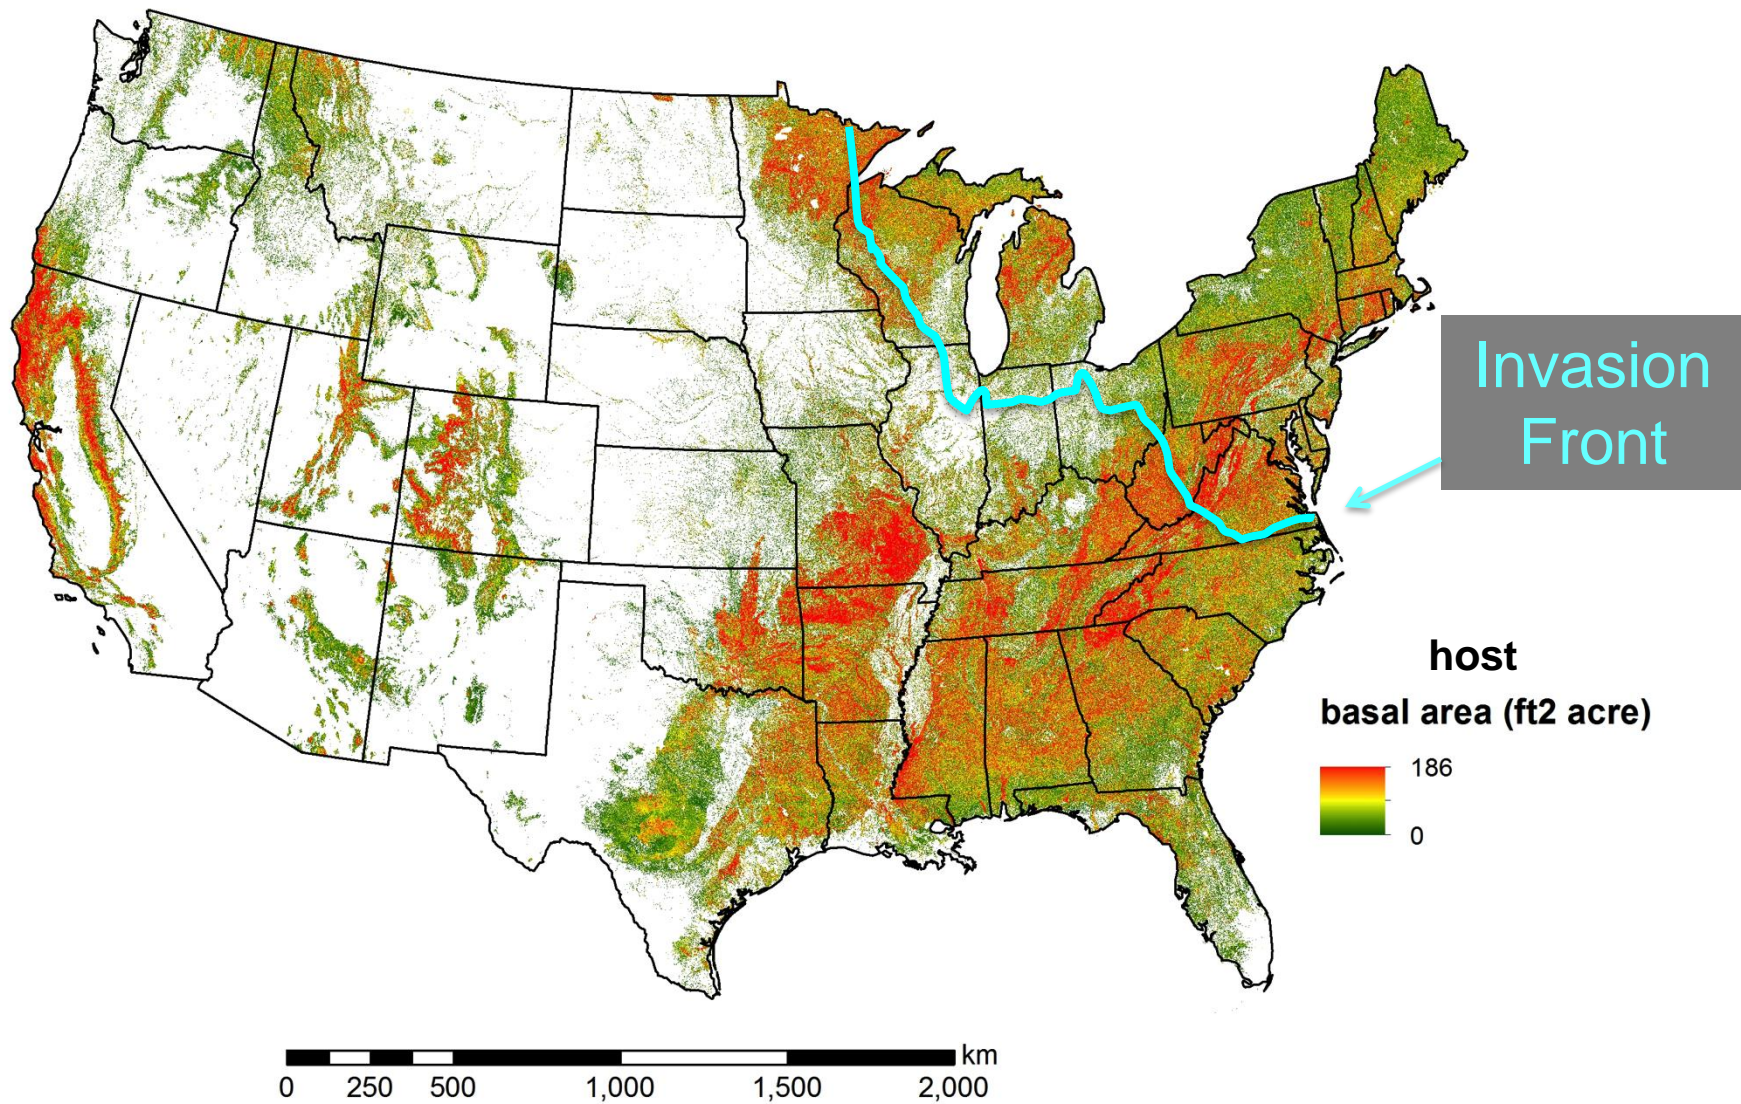 Invasion
Front
host
basal area (ft2 acre)
186
0
km
0 250 500 1,000 1,500 2,000